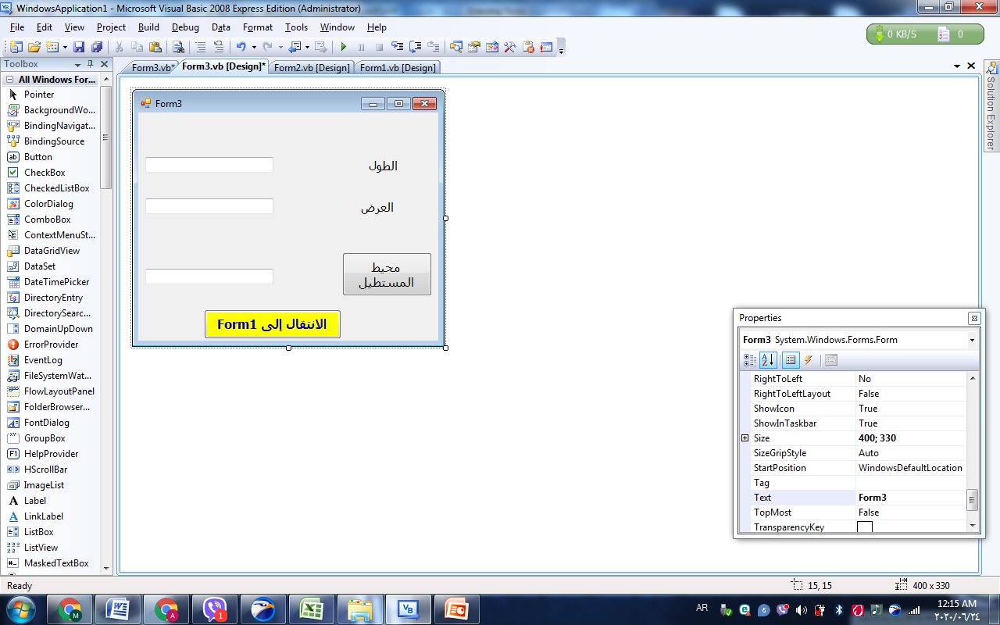 WindowsApplication1 - Microsoft Visual Basic 2008 Express Edition (Administrator)
File Edit View Project Build Debug Data Format Tools Window Help
0 KB/S 0
Toolbox
Form3.vb* Form3.vb [Design]* Form2.vb [Design] Form1.vb [Design]
All Windows For...
Pointer
BackgroundWo...
BindingNavigat...
BindingSource
Button
CheckBox
CheckedListBox
ColorDialog
ComboBox
ContextMenuSt...
DataGridView
DataSet
DateTimePicker
DirectoryEntry
DirectorySearc...
DomainUpDown
ErrorProvider
EventLog
FileSystemWat...
FlowLayoutPanel
FolderBrowser...
FontDialog
GroupBox
HelpProvider
HScrollBar
ImageList
Label
LinkLabel
ListBox
ListView
MaskedTextBox
Form3
الطول
العرض
محيط
المستطيل
الانتقال إلى Form1
Solution Explorer
Properties
Form3 System.Windows.Forms.Form
RightToLeft No
RightToLeftLayout False
ShowIcon True
ShowInTaskbar True
Size 400; 330
SizeGripStyle Auto
StartPosition WindowsDefaultLocation
Tag
Text Form3
TopMost False
TransparencyKey
Ready 15, 15 400 x 330
AR 12:15 AM
٢٠٢٠/٠٦/٢٤